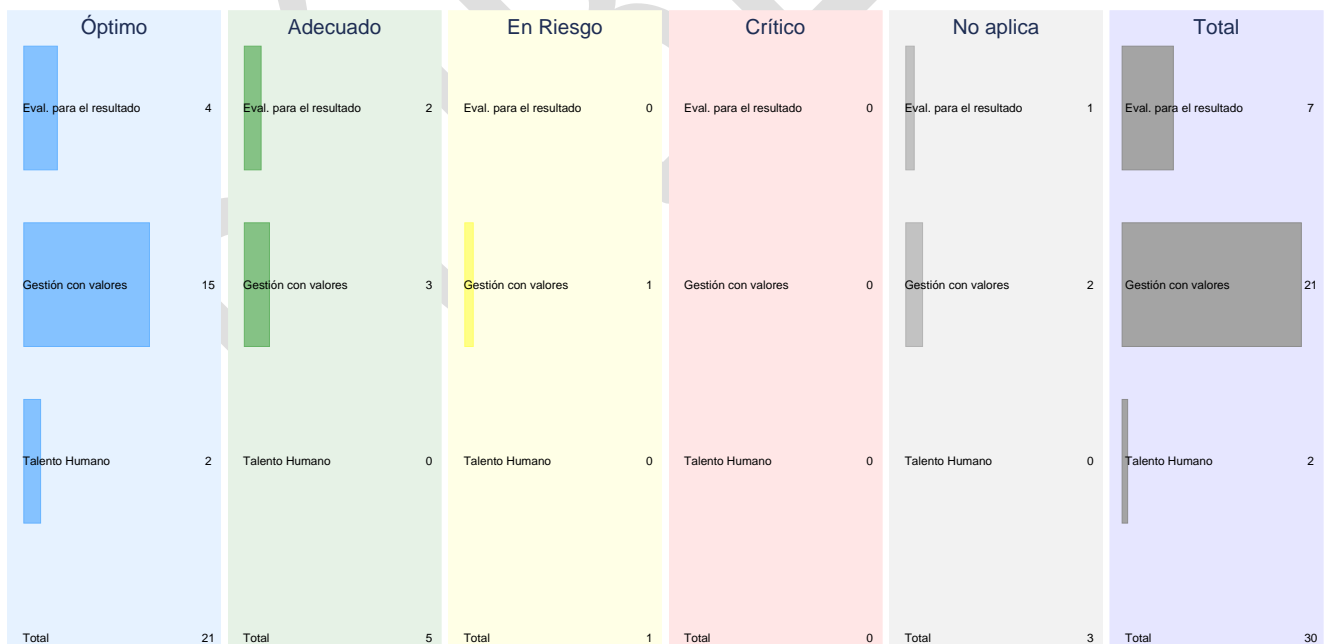 Óptimo
Adecuado
En Riesgo
Crítico
No aplica
Total
Eval. para el resultado 4
Eval. para el resultado 2
Eval. para el resultado 0
Eval. para el resultado 0
Eval. para el resultado 1
Eval. para el resultado 7
Gestión con valores 15
Gestión con valores 3
Gestión con valores 1
Gestión con valores 0
Gestión con valores 2
Gestión con valores 21
Talento Humano 2
Talento Humano 0
Talento Humano 0
Talento Humano 0
Talento Humano 0
Talento Humano 2
Total 21
Total 5
Total 1
Total 0
Total 3
Total 30